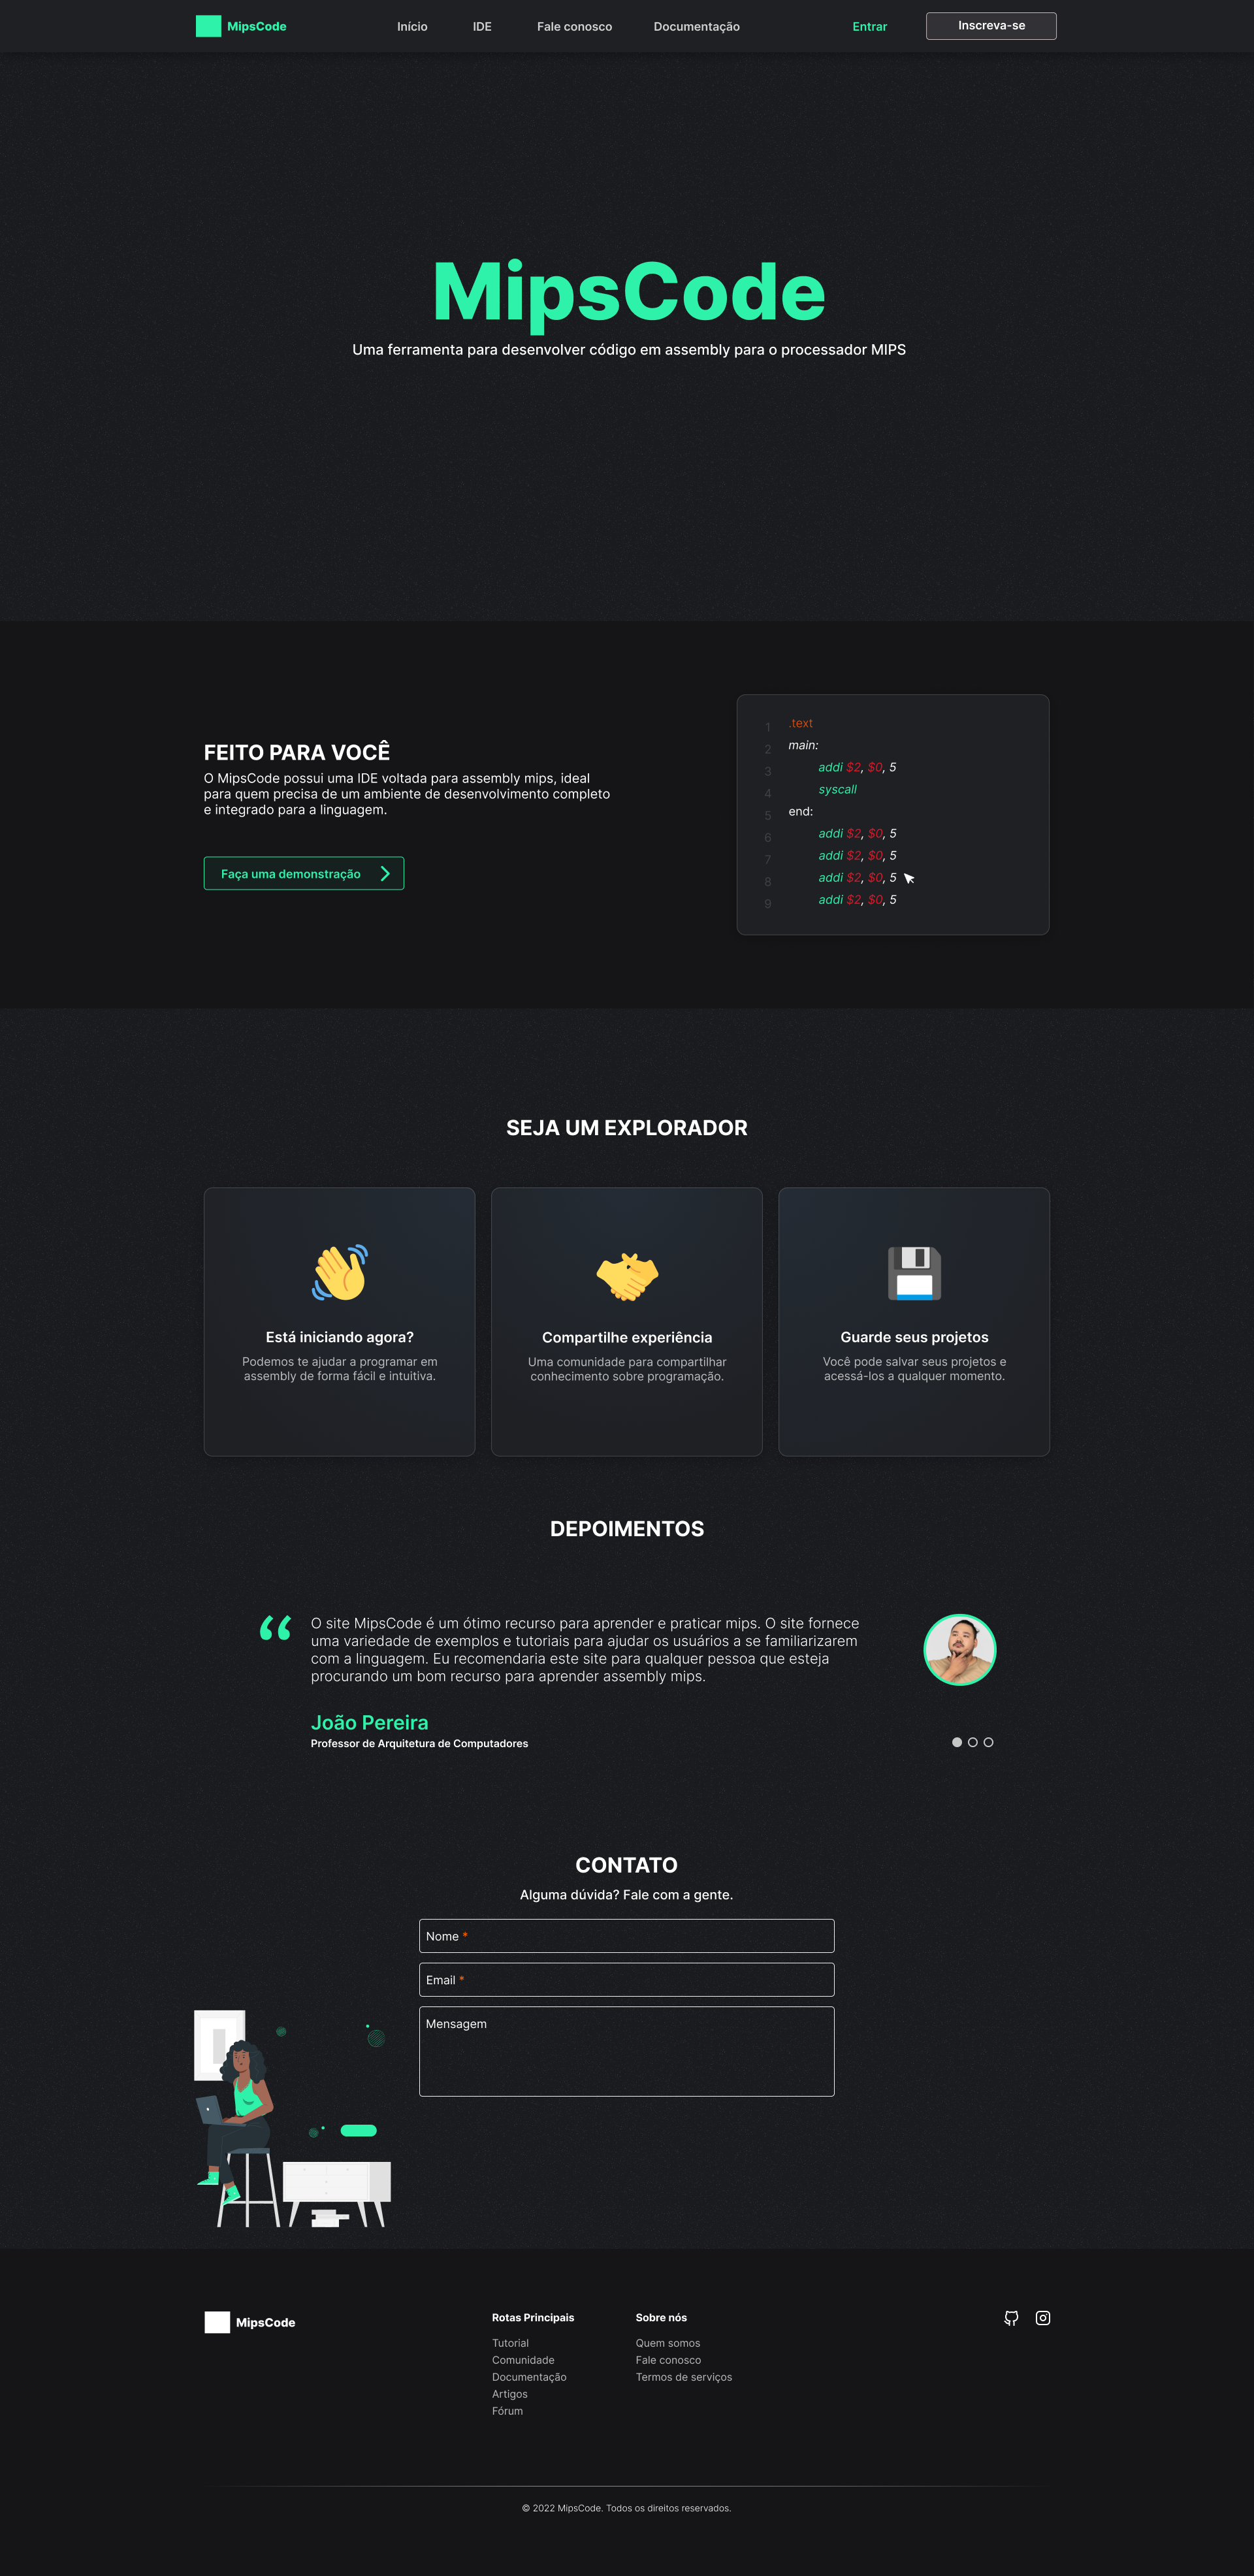 MipsCode
Início
IDE
Fale conosco
Documentação
Entrar
Inscreva-se
MipsCode
Uma ferramenta para desenvolver código em assembly para o processador MIPS
FEITO PARA VOCÊ
O MipsCode possui uma IDE voltada para assembly mips, ideal
para quem precisa de um ambiente de desenvolvimento completo
e integrado para a linguagem.
Faça uma demonstração
1 .text
2 main:
3 addi $2, $0, 5
4 syscall
5 end:
6 addi $2, $0, 5
7 addi $2, $0, 5
8 addi $2, $0, 5
9 addi $2, $0, 5
SEJA UM EXPLORADOR
Está iniciando agora?
Podemos te ajudar a programar em
assembly de forma fácil e intuitiva.
Compartilhe experiência
Uma comunidade para compartilhar
conhecimento sobre programação.
Guarde seus projetos
Você pode salvar seus projetos e
acessá-los a qualquer momento.
DEPOIMENTOS
“ O site MipsCode é um ótimo recurso para aprender e praticar mips. O site fornece
uma variedade de exemplos e tutoriais para ajudar os usuários a se familiarizarem
com a linguagem. Eu recomendaria este site para qualquer pessoa que esteja
procurando um bom recurso para aprender assembly mips.
João Pereira
Professor de Arquitetura de Computadores
CONTATO
Alguma dúvida? Fale com a gente.
Nome *
Email *
Mensagem
MipsCode
Rotas Principais
Tutorial
Comunidade
Documentação
Artigos
Fórum
Sobre nós
Quem somos
Fale conosco
Termos de serviços
© 2022 MipsCode. Todos os direitos reservados.